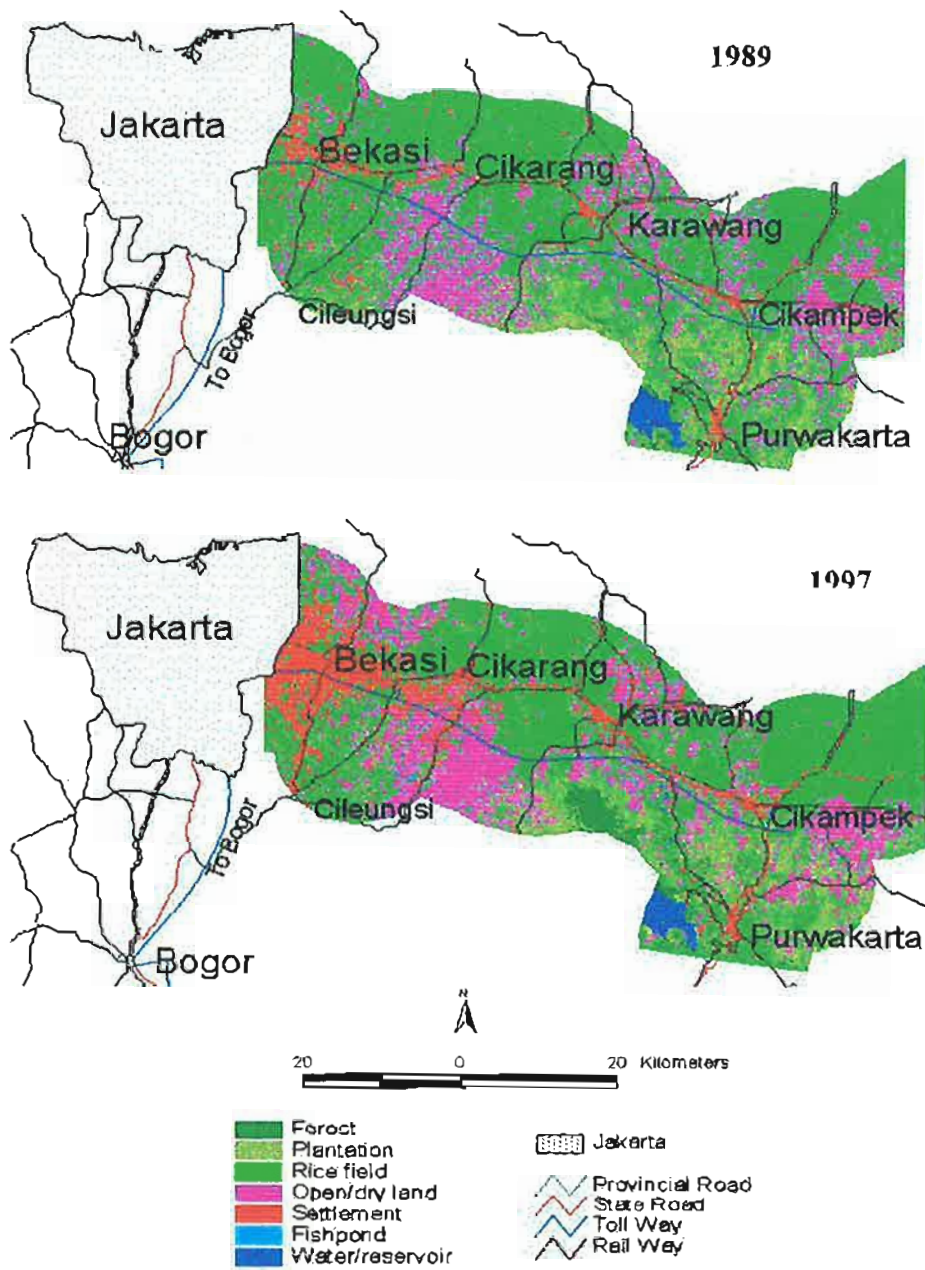 1989
Jakarta
Bekasi
Cikarang
Karawang
Cileungsi
Cikampek
To Bogor
Bogor
Purwakarta
1997
Jakarta
Bekasi
Cikarang
Karawang
Cileungsi
Cikampek
To Bogor
Bogor
Purwakarta
N
20 0 20 Kilometers
Forest
Plantation
Rice field
Open/dry land
Settlement
Fishpond
Water/reservoir
Jakarta
Provincial Road
State Road
Toll Way
Rail Way